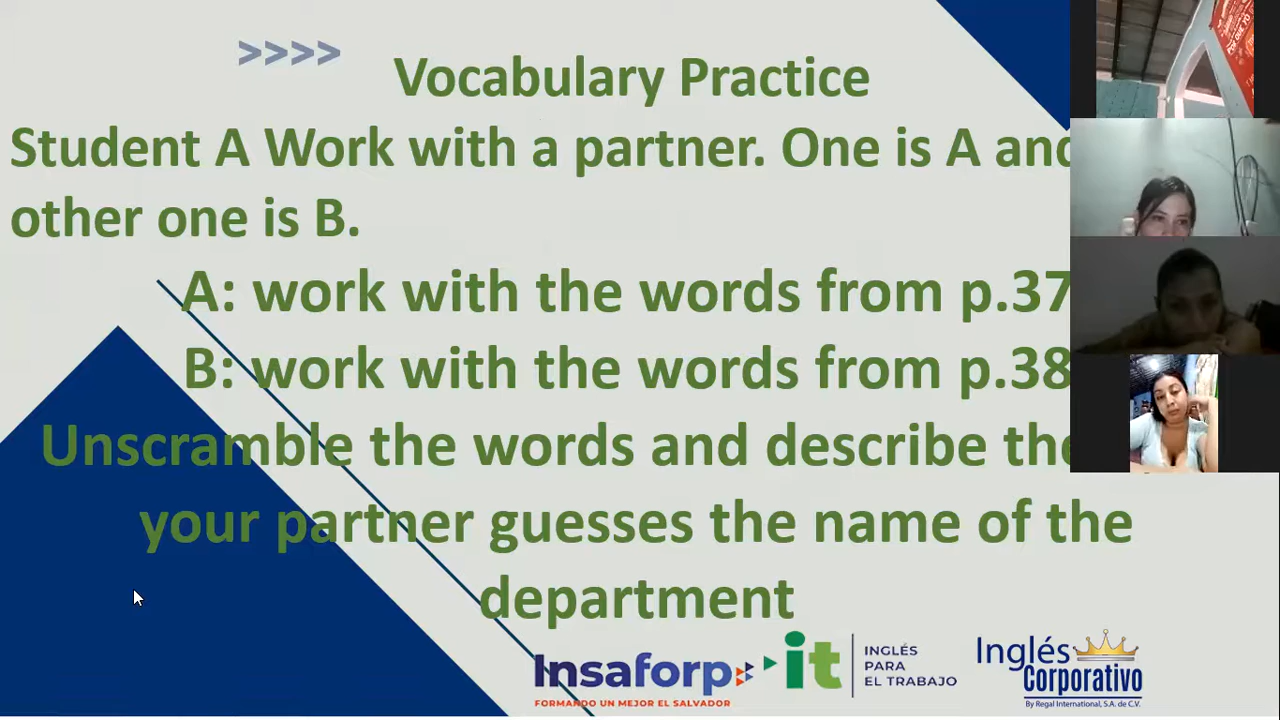 >>>>
Vocabulary Practice
Student A Work with a partner. One is A and
other one is B.
A: work with the words from p.37
B: work with the words from p.38
Unscramble the words and describe the
your partner guesses the name of the
department
Insaforp
FORMANDO UN MEJOR EL SALVADOR
it
INGLÉS
PARA
EL TRABAJO
Inglés
Corporativo
By Regal International, S.A. de C.V.